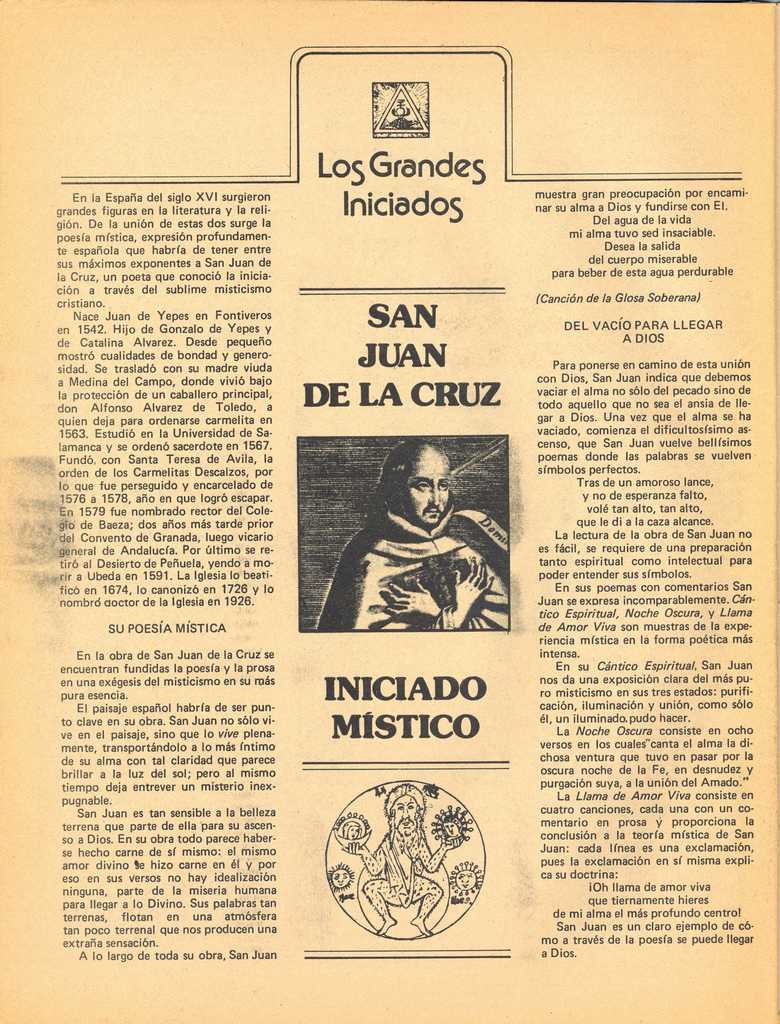 Los Grandes
Iniciados
SAN
JUAN
DE LA CRUZ
INICIADO
MÍSTICO
En la España del siglo XVI surgieron
grandes figuras en la literatura y la reli-
gión. De la unión de estas dos surge la
poesía mística, expresión profundamen-
te española que habría de tener entre
sus máximos exponentes a San Juan de
la Cruz, un poeta que conoció la inicia-
ción a través del sublime misticismo
cristiano.
Nace Juan de Yepes en Fontiveros
en 1542. Hijo de Gonzalo de Yepes y
de Catalina Alvarez. Desde pequeño
mostró cualidades de bondad y genero-
sidad. Se trasladó con su madre viuda
a Medina del Campo, donde vivió bajo
la protección de un caballero principal,
don Alfonso Alvarez de Toledo, a
quien deja para ordenarse carmelita en
1563. Estudió en la Universidad de Sa-
lamanca y se ordenó sacerdote en 1567.
Fundó, con Santa Teresa de Avila, la
orden de los Carmelitas Descalzos, por
lo que fue perseguido y encarcelado de
1576 a 1578, año en que logró escapar.
En 1579 fue nombrado rector del Cole-
gio de Baeza; dos años más tarde prior
del Convento de Granada, luego vicario
general de Andalucía. Por último se re-
tiró al Desierto de Peñuela, yendo a mo-
rir a Ubeda en 1591. La Iglesia lo beati-
ficó en 1674, lo canonizó en 1726 y lo
nombró doctor de la Iglesia en 1926.
SU POESÍA MÍSTICA
En la obra de San Juan de la Cruz se
encuentran fundidas la poesía y la prosa
en una exégesis del misticismo en su más
pura esencia.
El paisaje español habría de ser pun-
to clave en su obra. San Juan no sólo vi-
ve en el paisaje, sino que lo vive plena-
mente, transportándolo a lo más íntimo
de su alma con tal claridad que parece
brillar a la luz del sol; pero al mismo
tiempo deja entrever un misterio inex-
pugnable.
San Juan es tan sensible a la belleza
terrena que parte de ella para su ascen-
so a Dios. En su obra todo parece haber-
se hecho carne de sí mismo: el mismo
amor divino se hizo carne en él y por
eso en sus versos no hay idealización
ninguna, parte de la miseria humana
para llegar a lo Divino. Sus palabras tan
terrenas, flotan en una atmósfera
tan poco terrenal que nos producen una
extraña sensación.
A lo largo de toda su obra, San Juan
muestra gran preocupación por encami-
nar su alma a Dios y fundirse con El.
Del agua de la vida
mi alma tuvo sed insaciable.
Desea la salida
del cuerpo miserable
para beber de esta agua perdurable
(Canción de la Glosa Soberana)
DEL VACÍO PARA LLEGAR
A DIOS
Para ponerse en camino de esta unión
con Dios, San Juan indica que debemos
vaciar el alma no sólo del pecado sino de
todo aquello que no sea el ansia de lle-
gar a Dios. Una vez que el alma se ha
vaciado, comienza el dificultosísimo as-
censo, que San Juan vuelve bellísimos
poemas donde las palabras se vuelven
símbolos perfectos.
Tras de un amoroso lance,
y no de esperanza falto,
volé tan alto, tan alto,
que le di a la caza alcance.
La lectura de la obra de San Juan no
es fácil, se requiere de una preparación
tanto espiritual como intelectual para
poder entender sus símbolos.
En sus poemas con comentarios San
Juan se expresa incomparablemente. Cán-
tico Espiritual, Noche Oscura, y Llama
de Amor Viva son muestras de la expe-
riencia mística en la forma poética más
intensa.
En su Cántico Espiritual, San Juan
nos da una exposición clara del más pu-
ro misticismo en sus tres estados: purifi-
cación, iluminación y unión, como sólo
él, un iluminado pudo hacer.
La Noche Oscura consiste en ocho
versos en los cuales "canta el alma la di-
chosa ventura que tuvo en pasar por la
oscura noche de la Fe, en desnudez y
purgación suya, a la unión del Amado."
La Llama de Amor Viva consiste en
cuatro canciones, cada una con un co-
mentario en prosa y proporciona la
conclusión a la teoría mística de San
Juan: cada línea es una exclamación,
pues la exclamación en sí misma expli-
ca su doctrina:
¡Oh llama de amor viva
que tiernamente hieres
de mi alma el más profundo centro!
San Juan es un claro ejemplo de có-
mo a través de la poesía se puede llegar
a Dios.